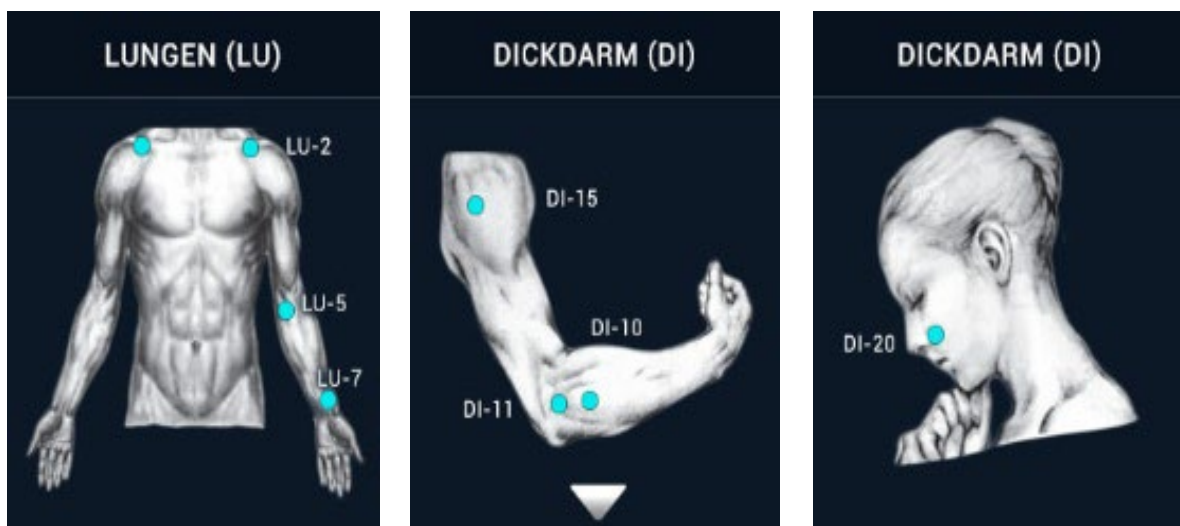 LUNGEN (LU)
LU-2
LU-5
LU-7
DICKDARM (DI)
DI-15
DI-10
DI-11
DICKDARM (DI)
DI-20